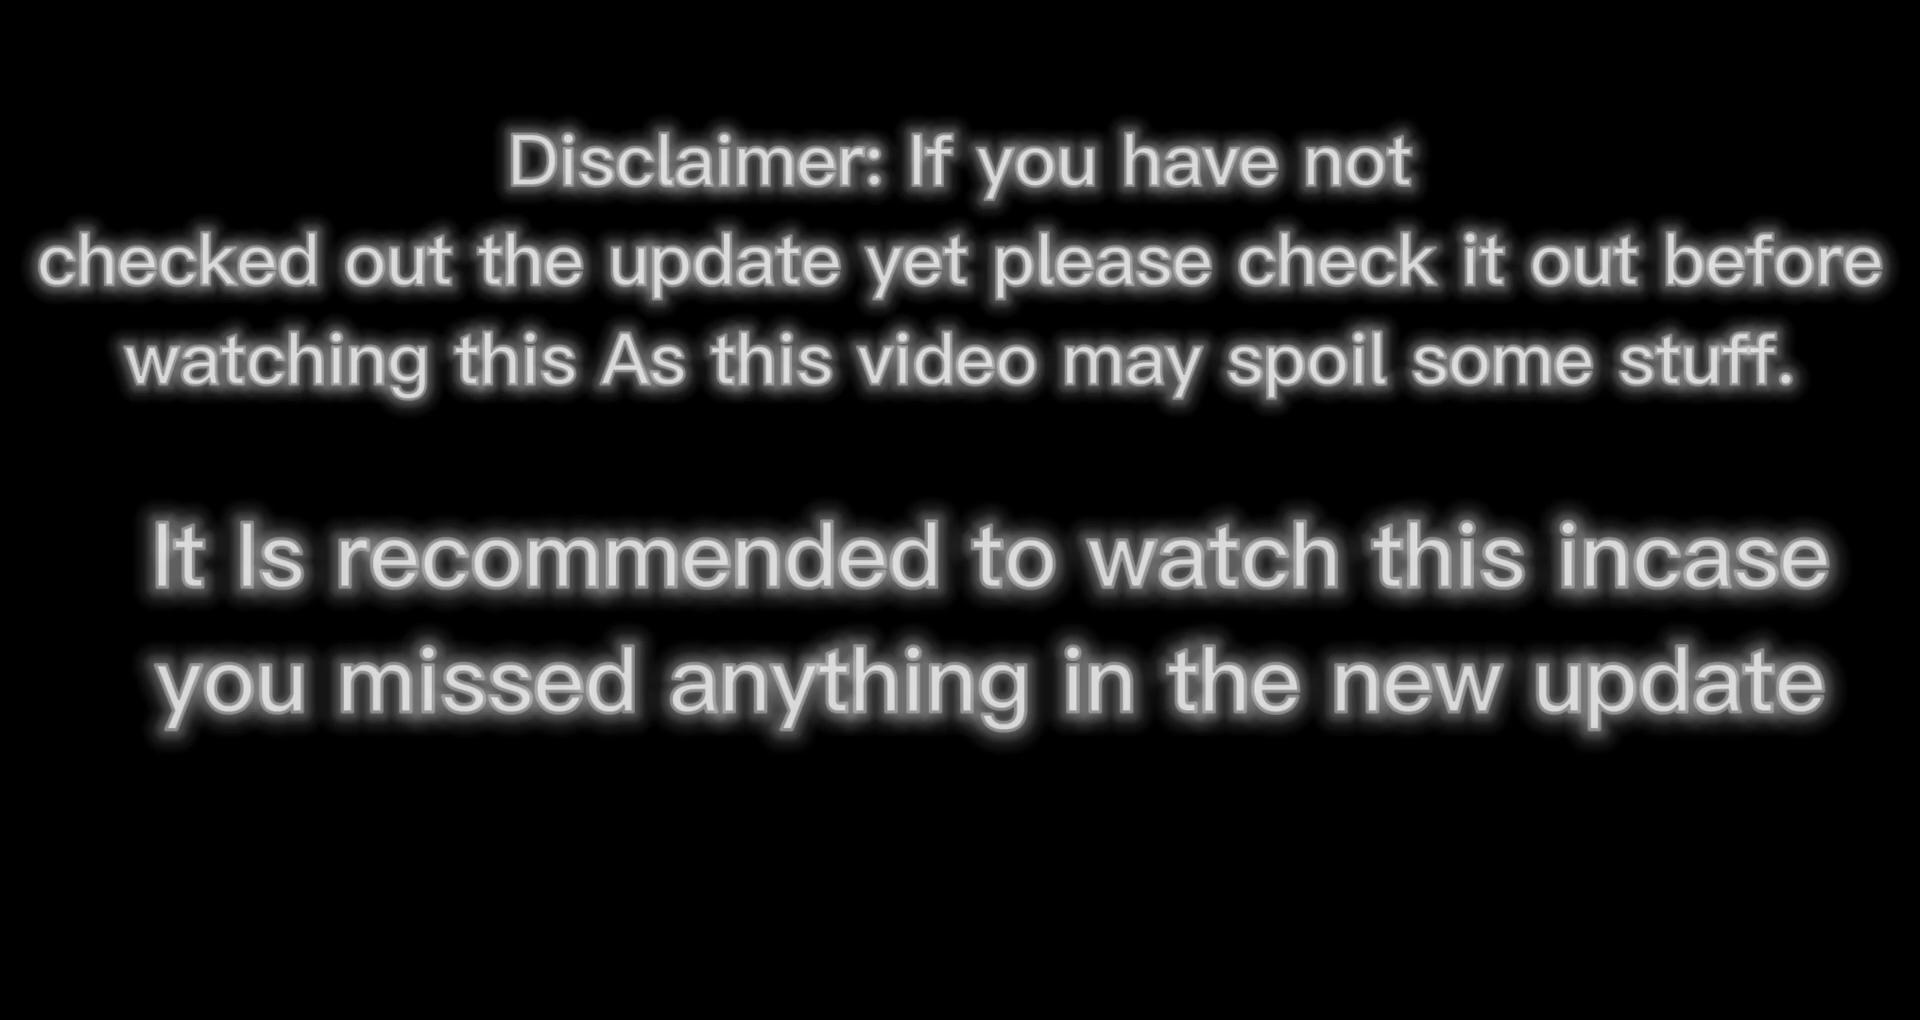 Disclaimer: If you have not
checked out the update yet please check it out before
watching this As this video may spoil some stuff.
It Is recommended to watch this incase
you missed anything in the new update